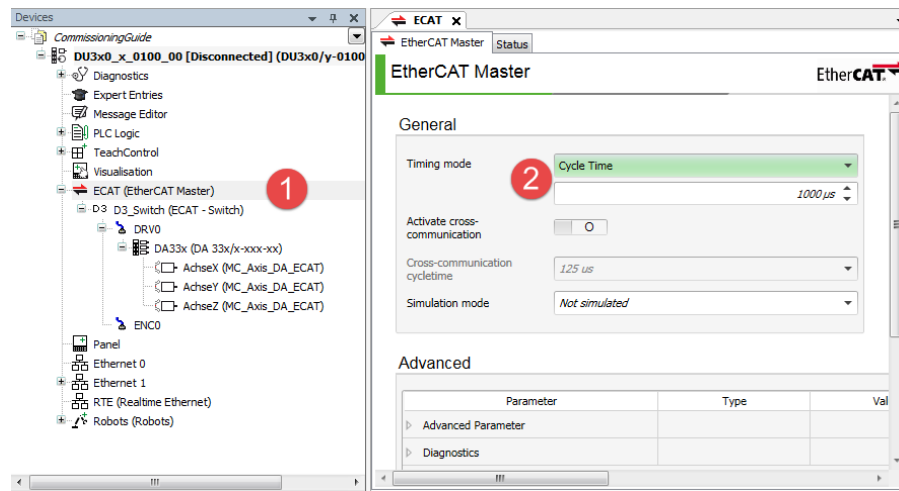 Devices
CommissioningGuide
DU3x0_x_0100_00 [Disconnected] (DU3x0/y-0100
Diagnostics
Expert Entries
Message Editor
PLC Logic
TeachControl
Visualisation
ECAT (EtherCAT Master)
1
D3 D3_Switch (ECAT - Switch)
DRV0
DA33x (DA 33x/x-xxx-xx)
AchseX (MC_Axis_DA_ECAT)
AchseY (MC_Axis_DA_ECAT)
AchseZ (MC_Axis_DA_ECAT)
ENC0
Panel
Ethernet 0
Ethernet 1
RTE (Realtime Ethernet)
Robots (Robots)
ECAT
EtherCAT Master Status
EtherCAT Master
EtherCAT
General
Timing mode
2
Cycle Time
1000 µs
Activate cross-
communication
O
Cross-communication
cycletime
125 us
Simulation mode
Not simulated
Advanced
Parameter Type Val
Advanced Parameter
Diagnostics